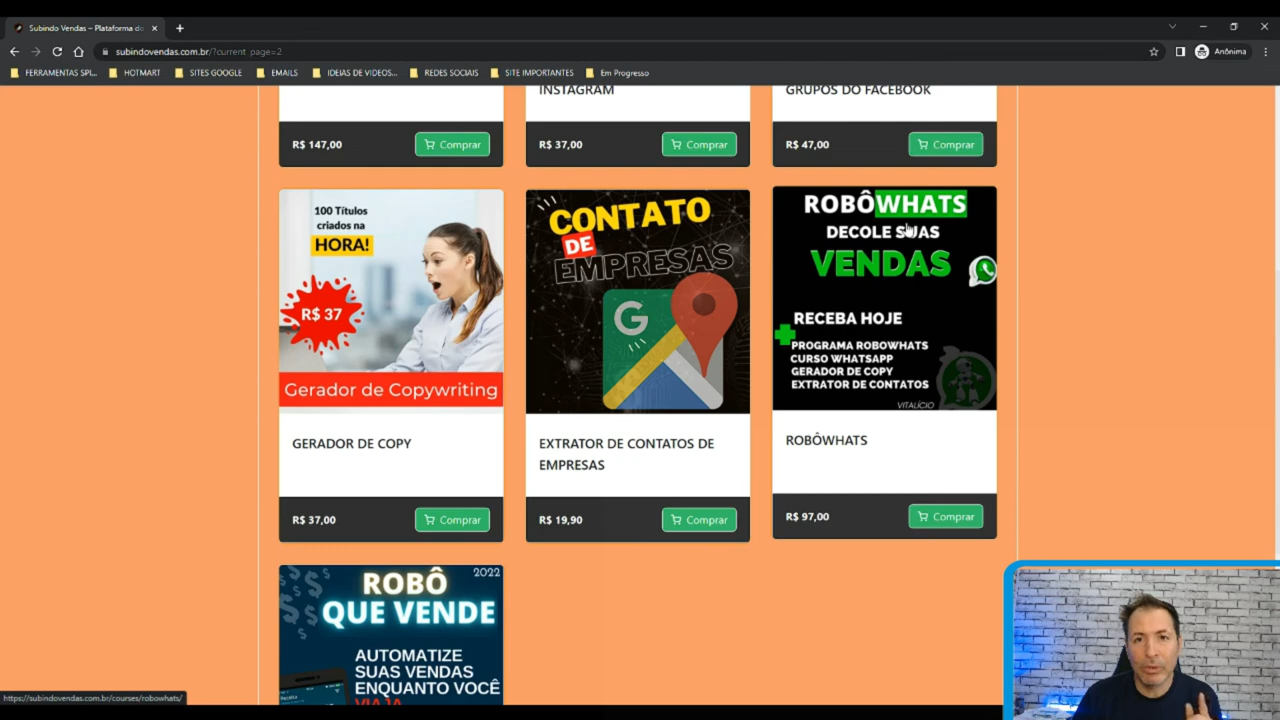 Subindo Vendas – Plataforma do
subindovendas.com.br/?current_page=2
Anônima
FERRAMENTAS SPI...
HOTMART
SITES GOOGLE
EMAILS
IDEIAS DE VIDEOS...
REDES SOCIAIS
SITE IMPORTANTES
Em Progresso
INSTAGRAM
GRUPOS DO FACEBOOK
R$ 147,00
Comprar
R$ 37,00
Comprar
R$ 47,00
Comprar
100 Títulos
criados na
HORA!
R$ 37
Gerador de Copywriting
GERADOR DE COPY
R$ 37,00
Comprar
CONTATO
DE
EMPRESAS
G
EXTRATOR DE CONTATOS DE
EMPRESAS
R$ 19,90
Comprar
ROBÔWHATS
DECOLE SUAS
VENDAS
RECEBA HOJE
PROGRAMA ROBOWHATS
CURSO WHATSAPP
GERADOR DE COPY
EXTRATOR DE CONTATOS
VITALÍCIO
ROBÔWHATS
R$ 97,00
Comprar
2022
ROBÔ
QUE VENDE
AUTOMATIZE
SUAS VENDAS
ENQUANTO VOCÊ
VIAJA
https://subindovendas.com.br/courses/robowhats/